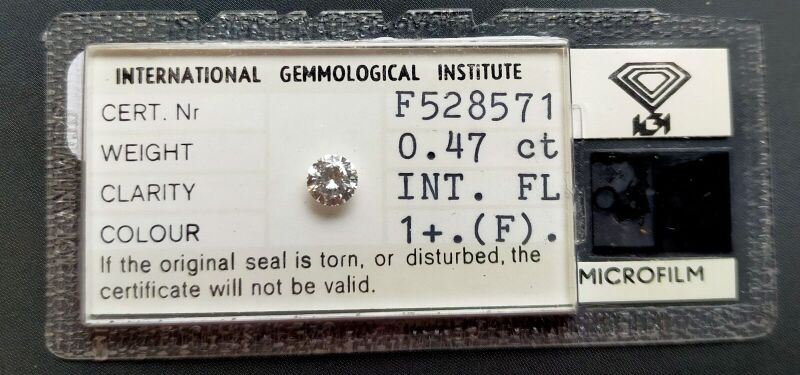 INTERNATIONAL GEMMOLOGICAL INSTITUTE
CERT. Nr F528571
WEIGHT 0.47 ct
CLARITY INT. FL
COLOUR 1+.(F).
If the original seal is torn, or disturbed, the
certificate will not be valid.
IGI
MICROFILM